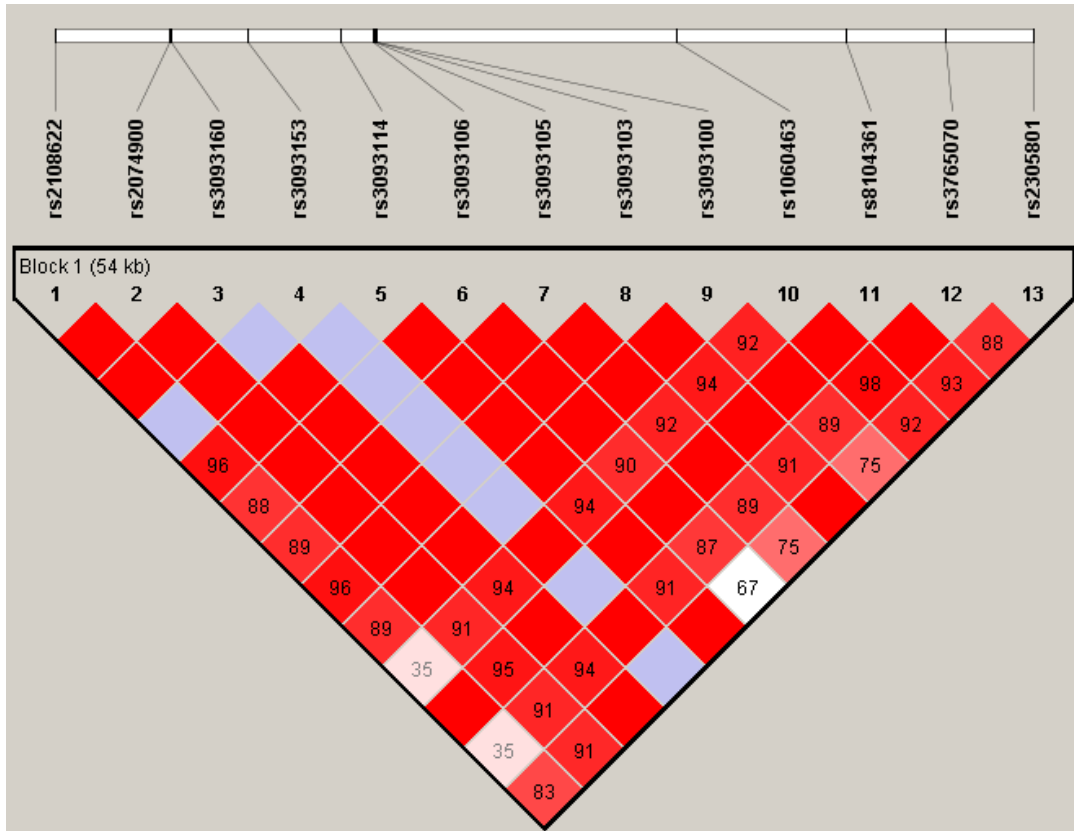 rs2108622
rs2074900
rs3093160
rs3093153
rs3093114
rs3093106
rs3093105
rs3093103
rs3093100
rs1060463
rs8104361
rs3765070
rs2305801
Block 1 (54 kb)
1 2 3 4 5 6 7 8 9 10 11 12 13
92 88
94 98 93
92 89 92
96 90 91 75
88 94 89
89 87 75
96 94 91 67
89 91
35 95 94
91
35 91
83